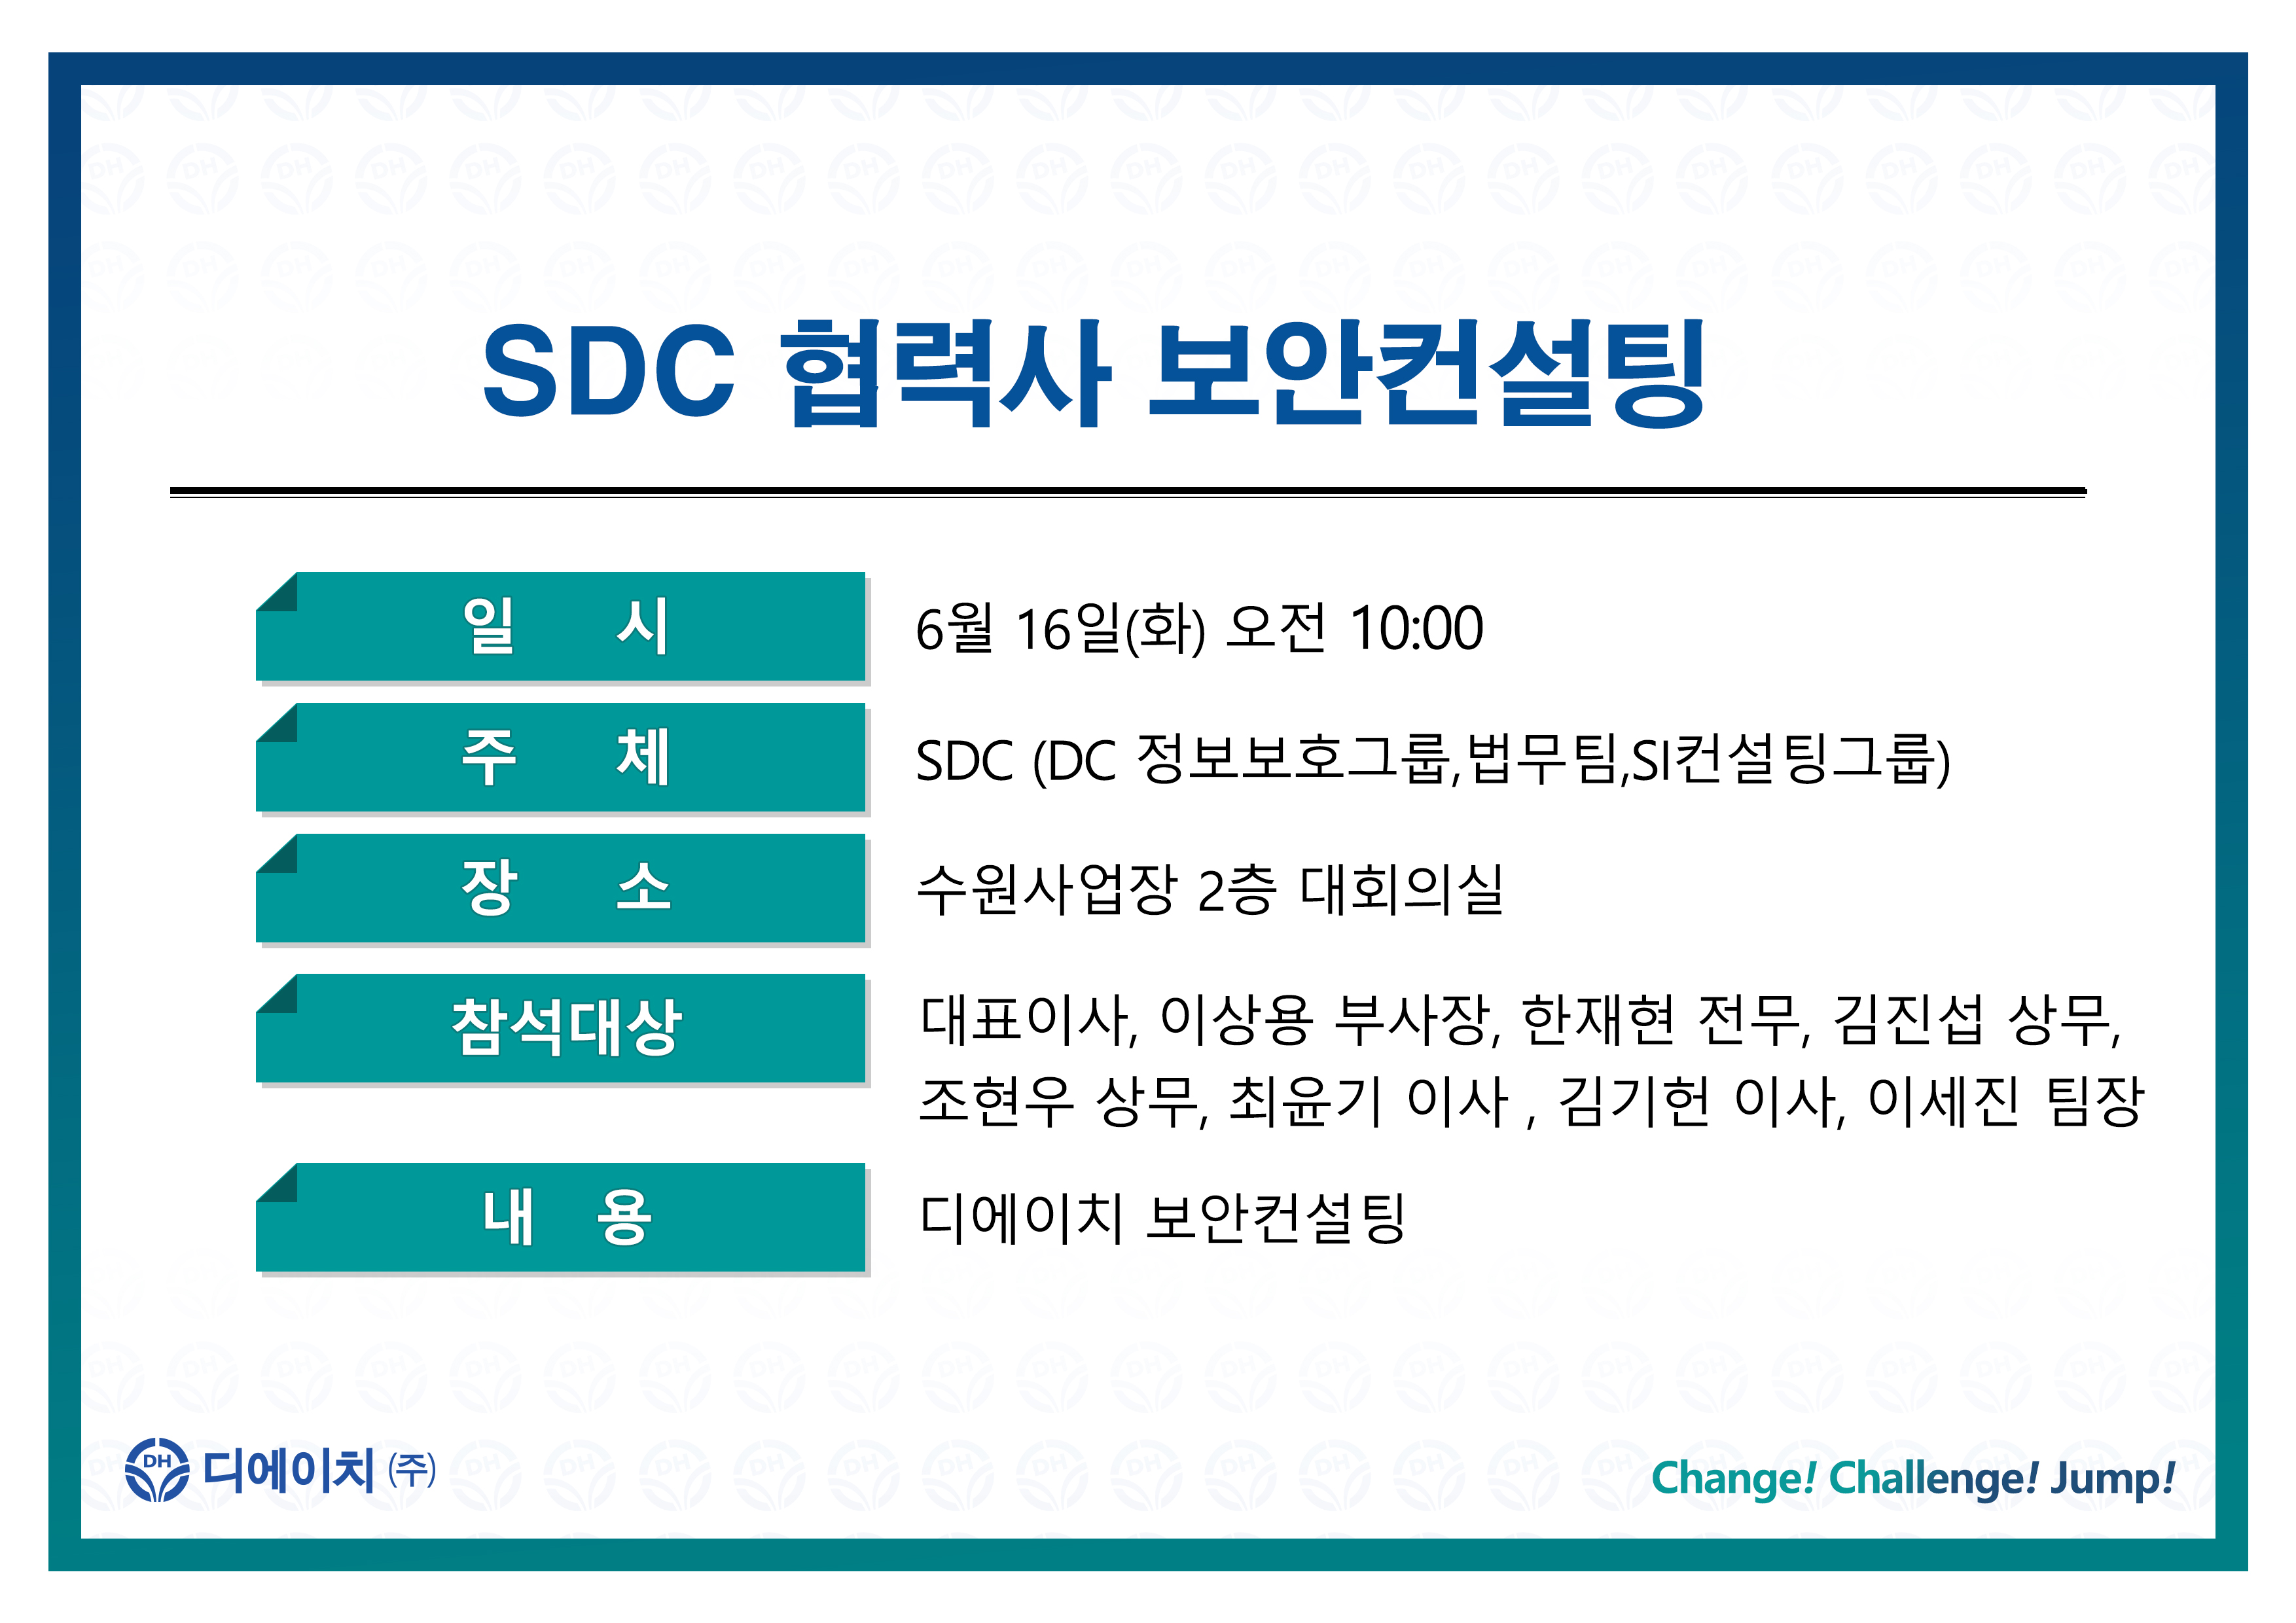 SDC 협력사 보안컨설팅
일 시
6월 16일(화) 오전 10:00
주 체
SDC (DC 정보보호그룹,법무팀,SI컨설팅그룹)
장 소
수원사업장 2층 대회의실
참석대상
대표이사, 이상용 부사장, 한재현 전무, 김진섭 상무,
조현우 상무, 최윤기 이사 , 김기헌 이사, 이세진 팀장
내 용
디에이치 보안컨설팅
DH 디에이치 (주)
Change! Challenge! Jump!